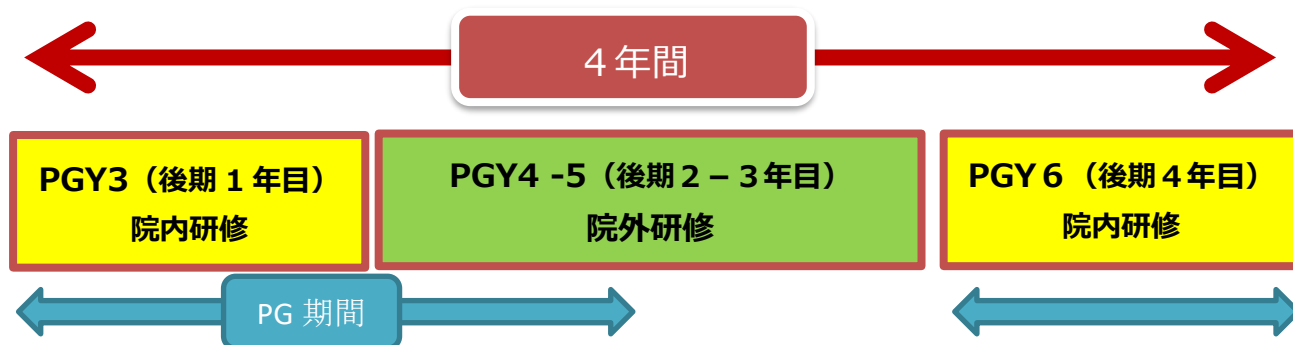 ４年間
PGY3（後期 1 年目）
院内研修
PGY4 -5（後期２－３年目）
院外研修
PGY６（後期４年目）
院内研修
PG 期間